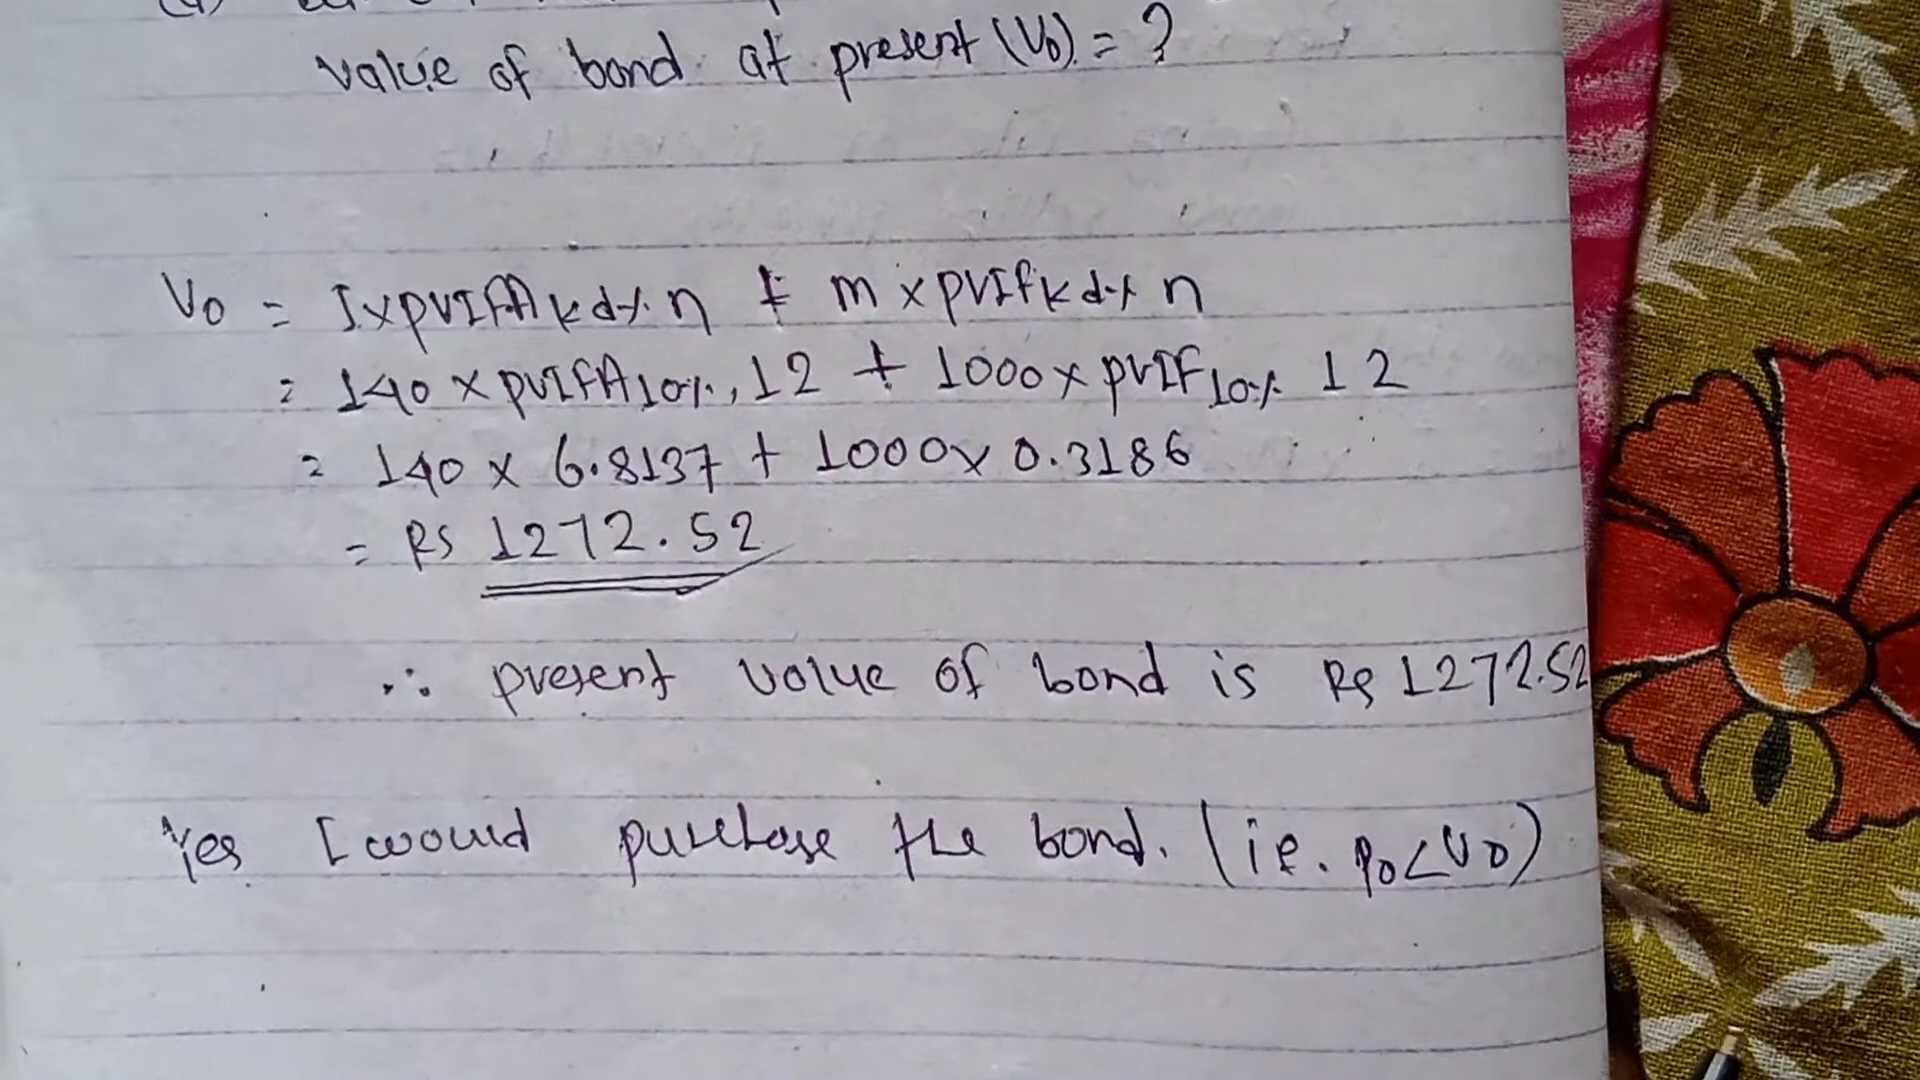 value of bond at present (V0) = ?
V0 = I x PVIFA kd%. n + m x PVIF kd% n
= 140 x PVIFA 10%, 12 + 1000 x PVIF 10% 12
= 140 x 6.8137 + 1000 x 0.3186
= RS 1272.52
∴ present value of bond is Rs 1272.52
Yes I would purchase the bond. (i.e. P0 < V0)